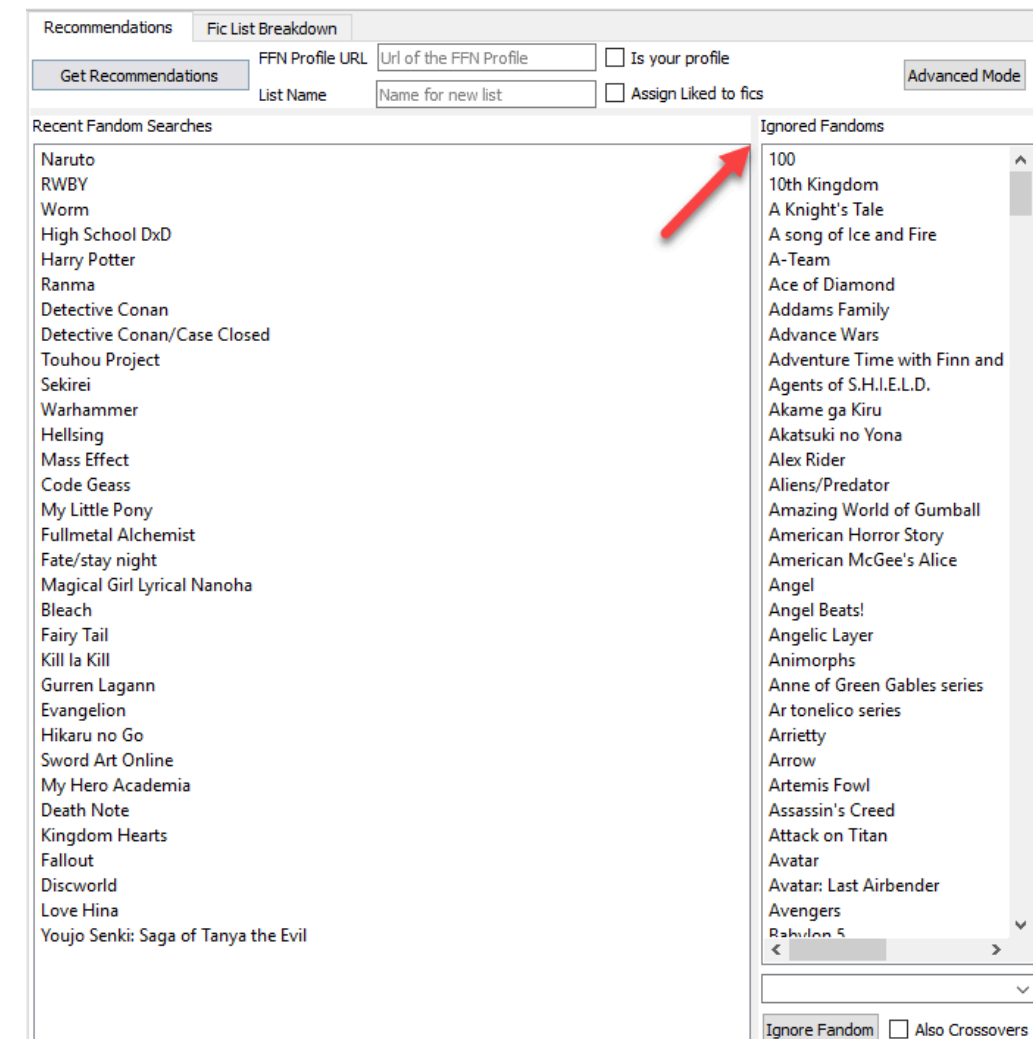 Recommendations
Fic List Breakdown
Get Recommendations
FFN Profile URL
Url of the FFN Profile
Is your profile
Advanced Mode
List Name
Name for new list
Assign Liked to fics
Recent Fandom Searches
Naruto
RWBY
Worm
High School DxD
Harry Potter
Ranma
Detective Conan
Detective Conan/Case Closed
Touhou Project
Sekirei
Warhammer
Hellsing
Mass Effect
Code Geass
My Little Pony
Fullmetal Alchemist
Fate/stay night
Magical Girl Lyrical Nanoha
Bleach
Fairy Tail
Kill la Kill
Gurren Lagann
Evangelion
Hikaru no Go
Sword Art Online
My Hero Academia
Death Note
Kingdom Hearts
Fallout
Discworld
Love Hina
Youjo Senki: Saga of Tanya the Evil
Ignored Fandoms
100
10th Kingdom
A Knight's Tale
A song of Ice and Fire
A-Team
Ace of Diamond
Addams Family
Advance Wars
Adventure Time with Finn and
Agents of S.H.I.E.L.D.
Akame ga Kiru
Akatsuki no Yona
Alex Rider
Aliens/Predator
Amazing World of Gumball
American Horror Story
American McGee's Alice
Angel
Angel Beats!
Angelic Layer
Animorphs
Anne of Green Gables series
Ar tonelico series
Arrietty
Arrow
Artemis Fowl
Assassin's Creed
Attack on Titan
Avatar
Avatar: Last Airbender
Avengers
Babylon 5
Ignore Fandom
Also Crossovers